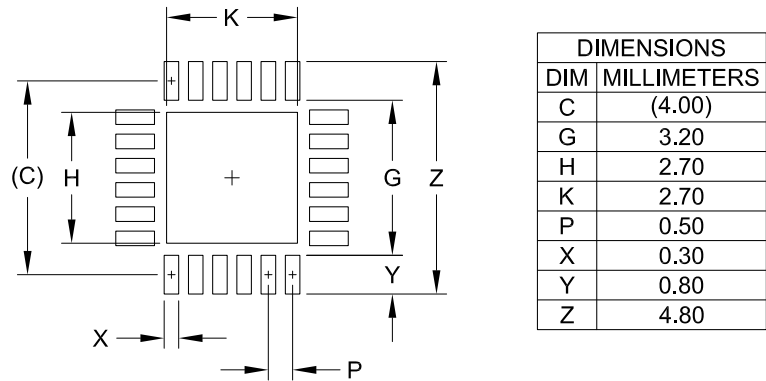 K
(C)
H
G
Z
Y
X
P
DIMENSIONS
DIM MILLIMETERS
C (4.00)
G 3.20
H 2.70
K 2.70
P 0.50
X 0.30
Y 0.80
Z 4.80